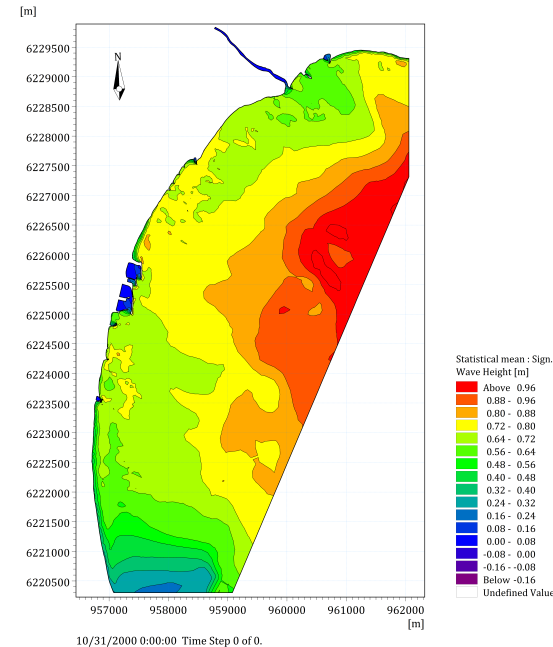 [m]
6229500
6229000
6228500
6228000
6227500
6227000
6226500
6226000
6225500
6225000
6224500
6224000
6223500
6223000
6222500
6222000
6221500
6221000
6220500
N
957000 958000 959000 960000 961000 962000
[m]
10/31/2000 0:00:00 Time Step 0 of 0.
Statistical mean : Sign.
Wave Height [m]
Above 0.96
0.88 - 0.96
0.80 - 0.88
0.72 - 0.80
0.64 - 0.72
0.56 - 0.64
0.48 - 0.56
0.40 - 0.48
0.32 - 0.40
0.24 - 0.32
0.16 - 0.24
0.08 - 0.16
0.00 - 0.08
-0.08 - 0.00
-0.16 - -0.08
Below -0.16
Undefined Value